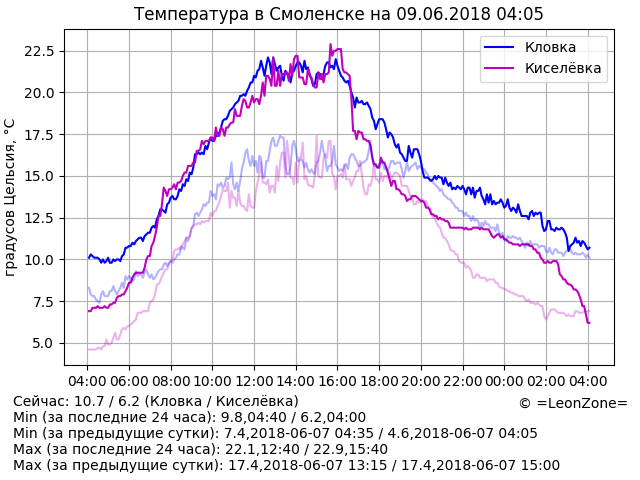 Температура в Смоленске на 09.06.2018 04:05
Кловка
Киселёвка
градусов Цельсия, °C
22.5
20.0
17.5
15.0
12.5
10.0
7.5
5.0
04:00 06:00 08:00 10:00 12:00 14:00 16:00 18:00 20:00 22:00 00:00 02:00 04:00
Сейчас: 10.7 / 6.2 (Кловка / Киселёвка)
© =LeonZone=
Min (за последние 24 часа): 9.8,04:40 / 6.2,04:00
Min (за предыдущие сутки): 7.4,2018-06-07 04:35 / 4.6,2018-06-07 04:05
Max (за последние 24 часа): 22.1,12:40 / 22.9,15:40
Max (за предыдущие сутки): 17.4,2018-06-07 13:15 / 17.4,2018-06-07 15:00